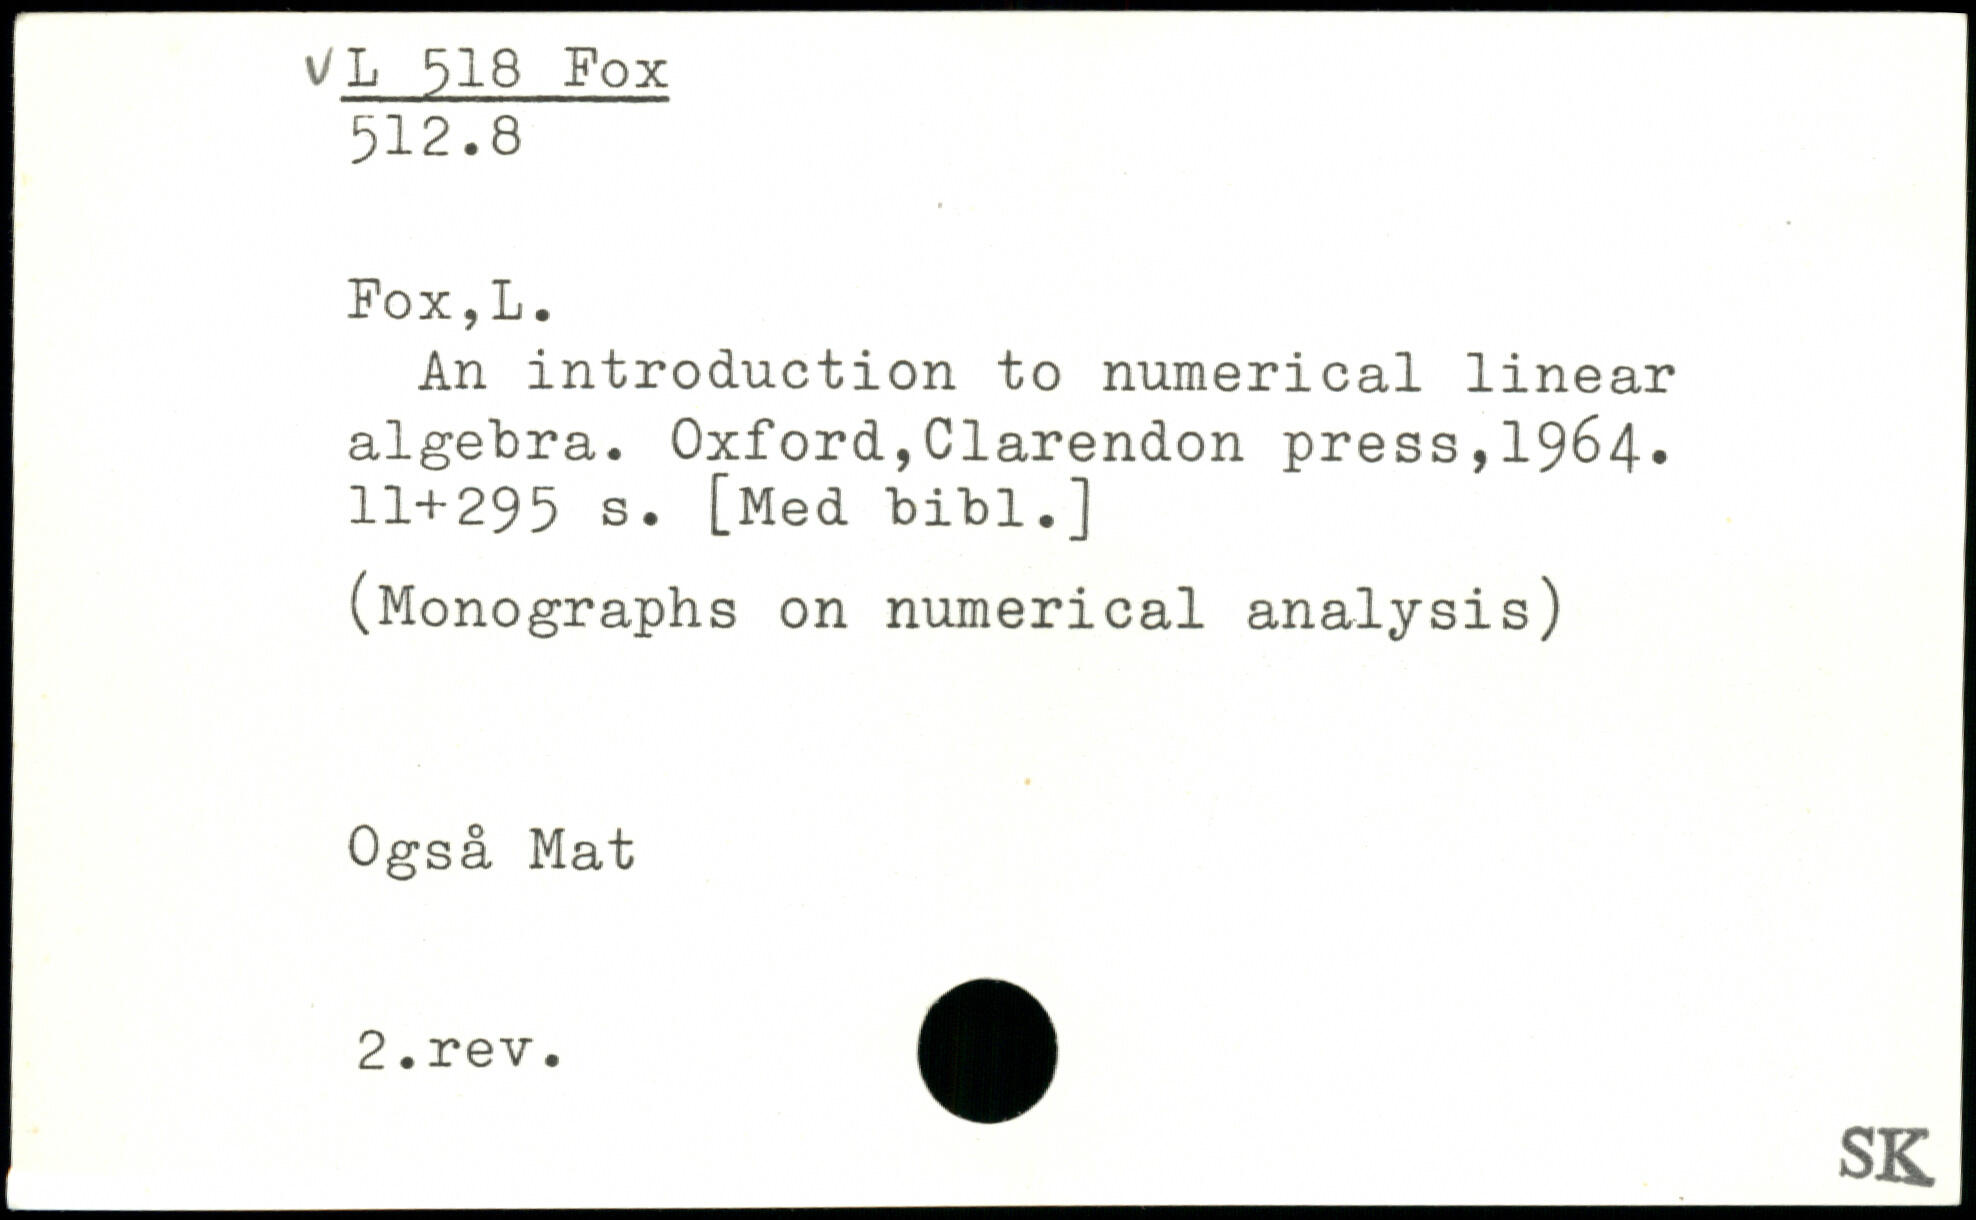 ✓ L 518 Fox
512.8
Fox,L.
An introduction to numerical linear
algebra. Oxford,Clarendon press,1964.
11+295 s. [Med bibl.]
(Monographs on numerical analysis)
Også Mat
2.rev.
SK